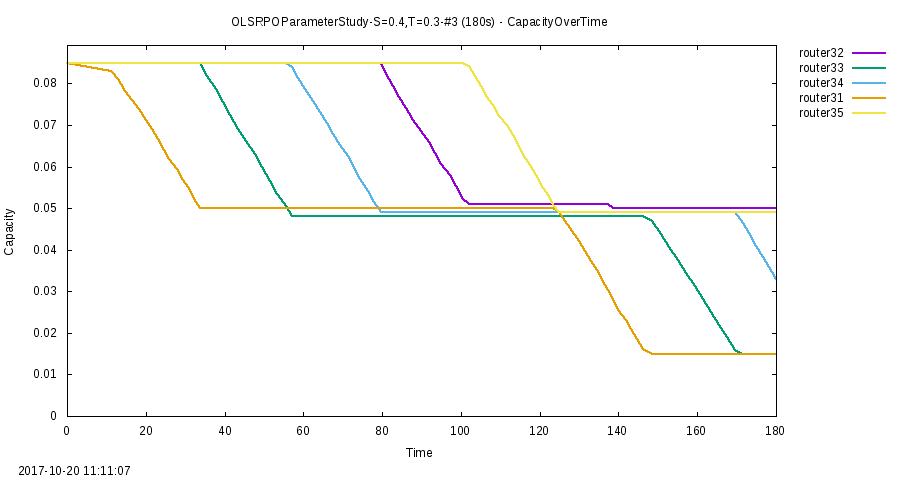 OLSRPOParameterStudy-S=0.4,T=0.3-#3 (180s) - CapacityOverTime
router32
router33
router34
router31
router35
0.08
0.07
0.06
0.05
0.04
0.03
0.02
0.01
0
Capacity
0 20 40 60 80 100 120 140 160 180
Time
2017-10-20 11:11:07